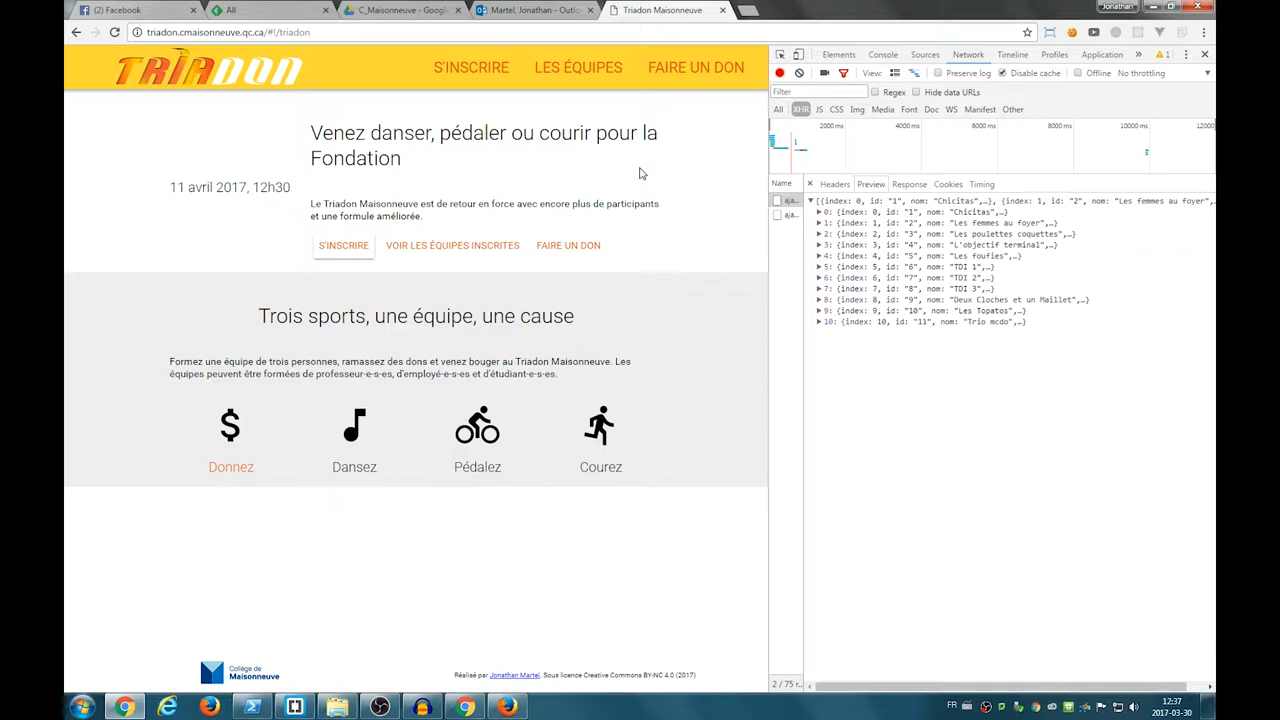 (2) Facebook
All
C_Maisonneuve - Google
Martel, Jonathan - Outlo
Triadon Maisonneuve
Jonathan
triadon.cmaisonneuve.qc.ca/#!/triadon
TRIADON
S'INSCRIRE
LES ÉQUIPES
FAIRE UN DON
Venez danser, pédaler ou courir pour la
Fondation
11 avril 2017, 12h30
Le Triadon Maisonneuve est de retour en force avec encore plus de participants
et une formule améliorée.
S'INSCRIRE
VOIR LES ÉQUIPES INSCRITES
FAIRE UN DON
Trois sports, une équipe, une cause
Formez une équipe de trois personnes, ramassez des dons et venez bouger au Triadon Maisonneuve. Les
équipes peuvent être formées de professeur-e-s-es, d'employé-e-s-es et d'étudiant-e-s-es.
$
Donnez
Dansez
Pédalez
Courez
Collège de
Maisonneuve
Réalisé par Jonathan Martel. Sous licence Creative Commons BY-NC 4.0 (2017)
Elements Console Sources Network Timeline Profiles Application » 1
View: Preserve log Disable cache Offline No throttling
Filter Regex Hide data URLs
All XHR JS CSS Img Media Font Doc WS Manifest Other
2000 ms 4000 ms 6000 ms 8000 ms 10000 ms 12000
Name × Headers Preview Response Cookies Timing
aja...
aja...
[{index: 0, id: "1", nom: "Chicitas",…}, {index: 1, id: "2", nom: "Les femmes au foyer",…
0: {index: 0, id: "1", nom: "Chicitas",…}
1: {index: 1, id: "2", nom: "Les femmes au foyer",…}
2: {index: 2, id: "3", nom: "Les poulettes coquettes",…}
3: {index: 3, id: "4", nom: "L'objectif terminal",…}
4: {index: 4, id: "5", nom: "Les foufies",…}
5: {index: 5, id: "6", nom: "TDI 1",…}
6: {index: 6, id: "7", nom: "TDI 2",…}
7: {index: 7, id: "8", nom: "TDI 3",…}
8: {index: 8, id: "9", nom: "Deux Cloches et un Maillet",…}
9: {index: 9, id: "10", nom: "Les Topatos",…}
10: {index: 10, id: "11", nom: "Trio mcdo",…}
2 / 75 r...
FR
12:37
2017-03-30